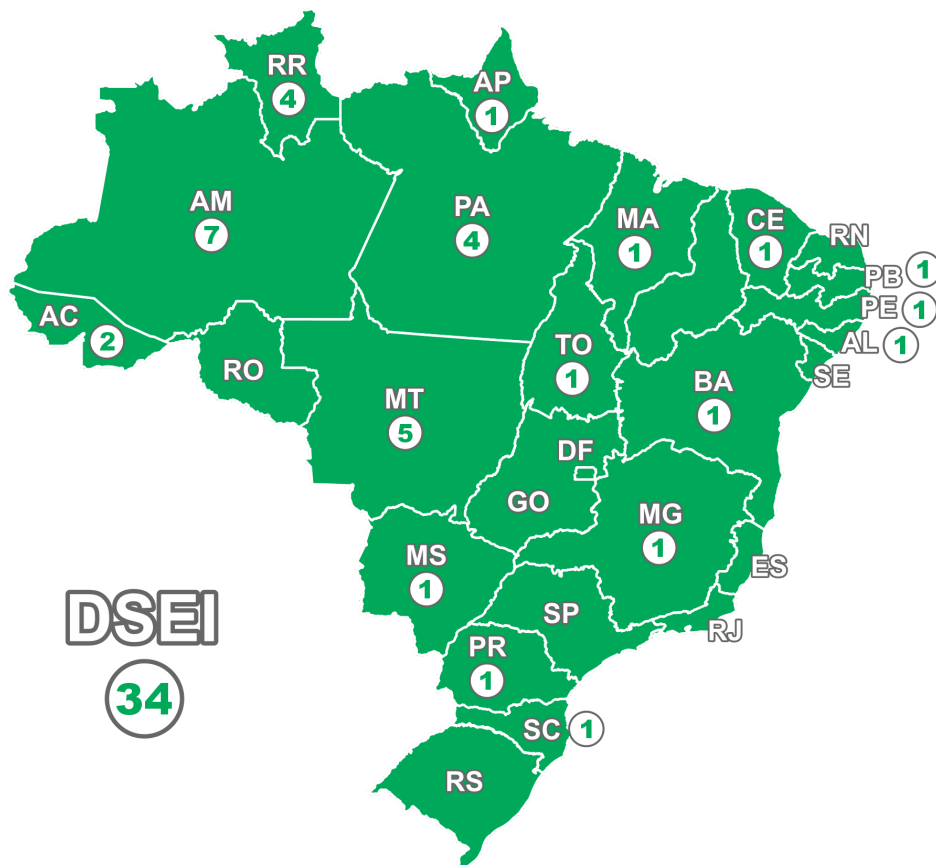 RR
4
AP
1
AM
7
PA
4
MA
1
CE
1
RN
PB 1
PE 1
AL 1
SE
AC
2
RO
TO
1
MT
5
BA
1
DF
GO
MG
1
MS
1
ES
SP
RJ
PR
1
SC 1
RS
DSEI
34